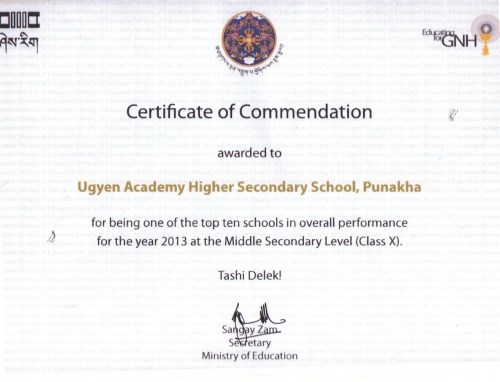 ཤེས་རིག
Educating
for GNH
Certificate of Commendation
awarded to
Ugyen Academy Higher Secondary School, Punakha
for being one of the top ten schools in overall performance
for the year 2013 at the Middle Secondary Level (Class X).
Tashi Delek!
Sangay Zam
Secretary
Ministry of Education